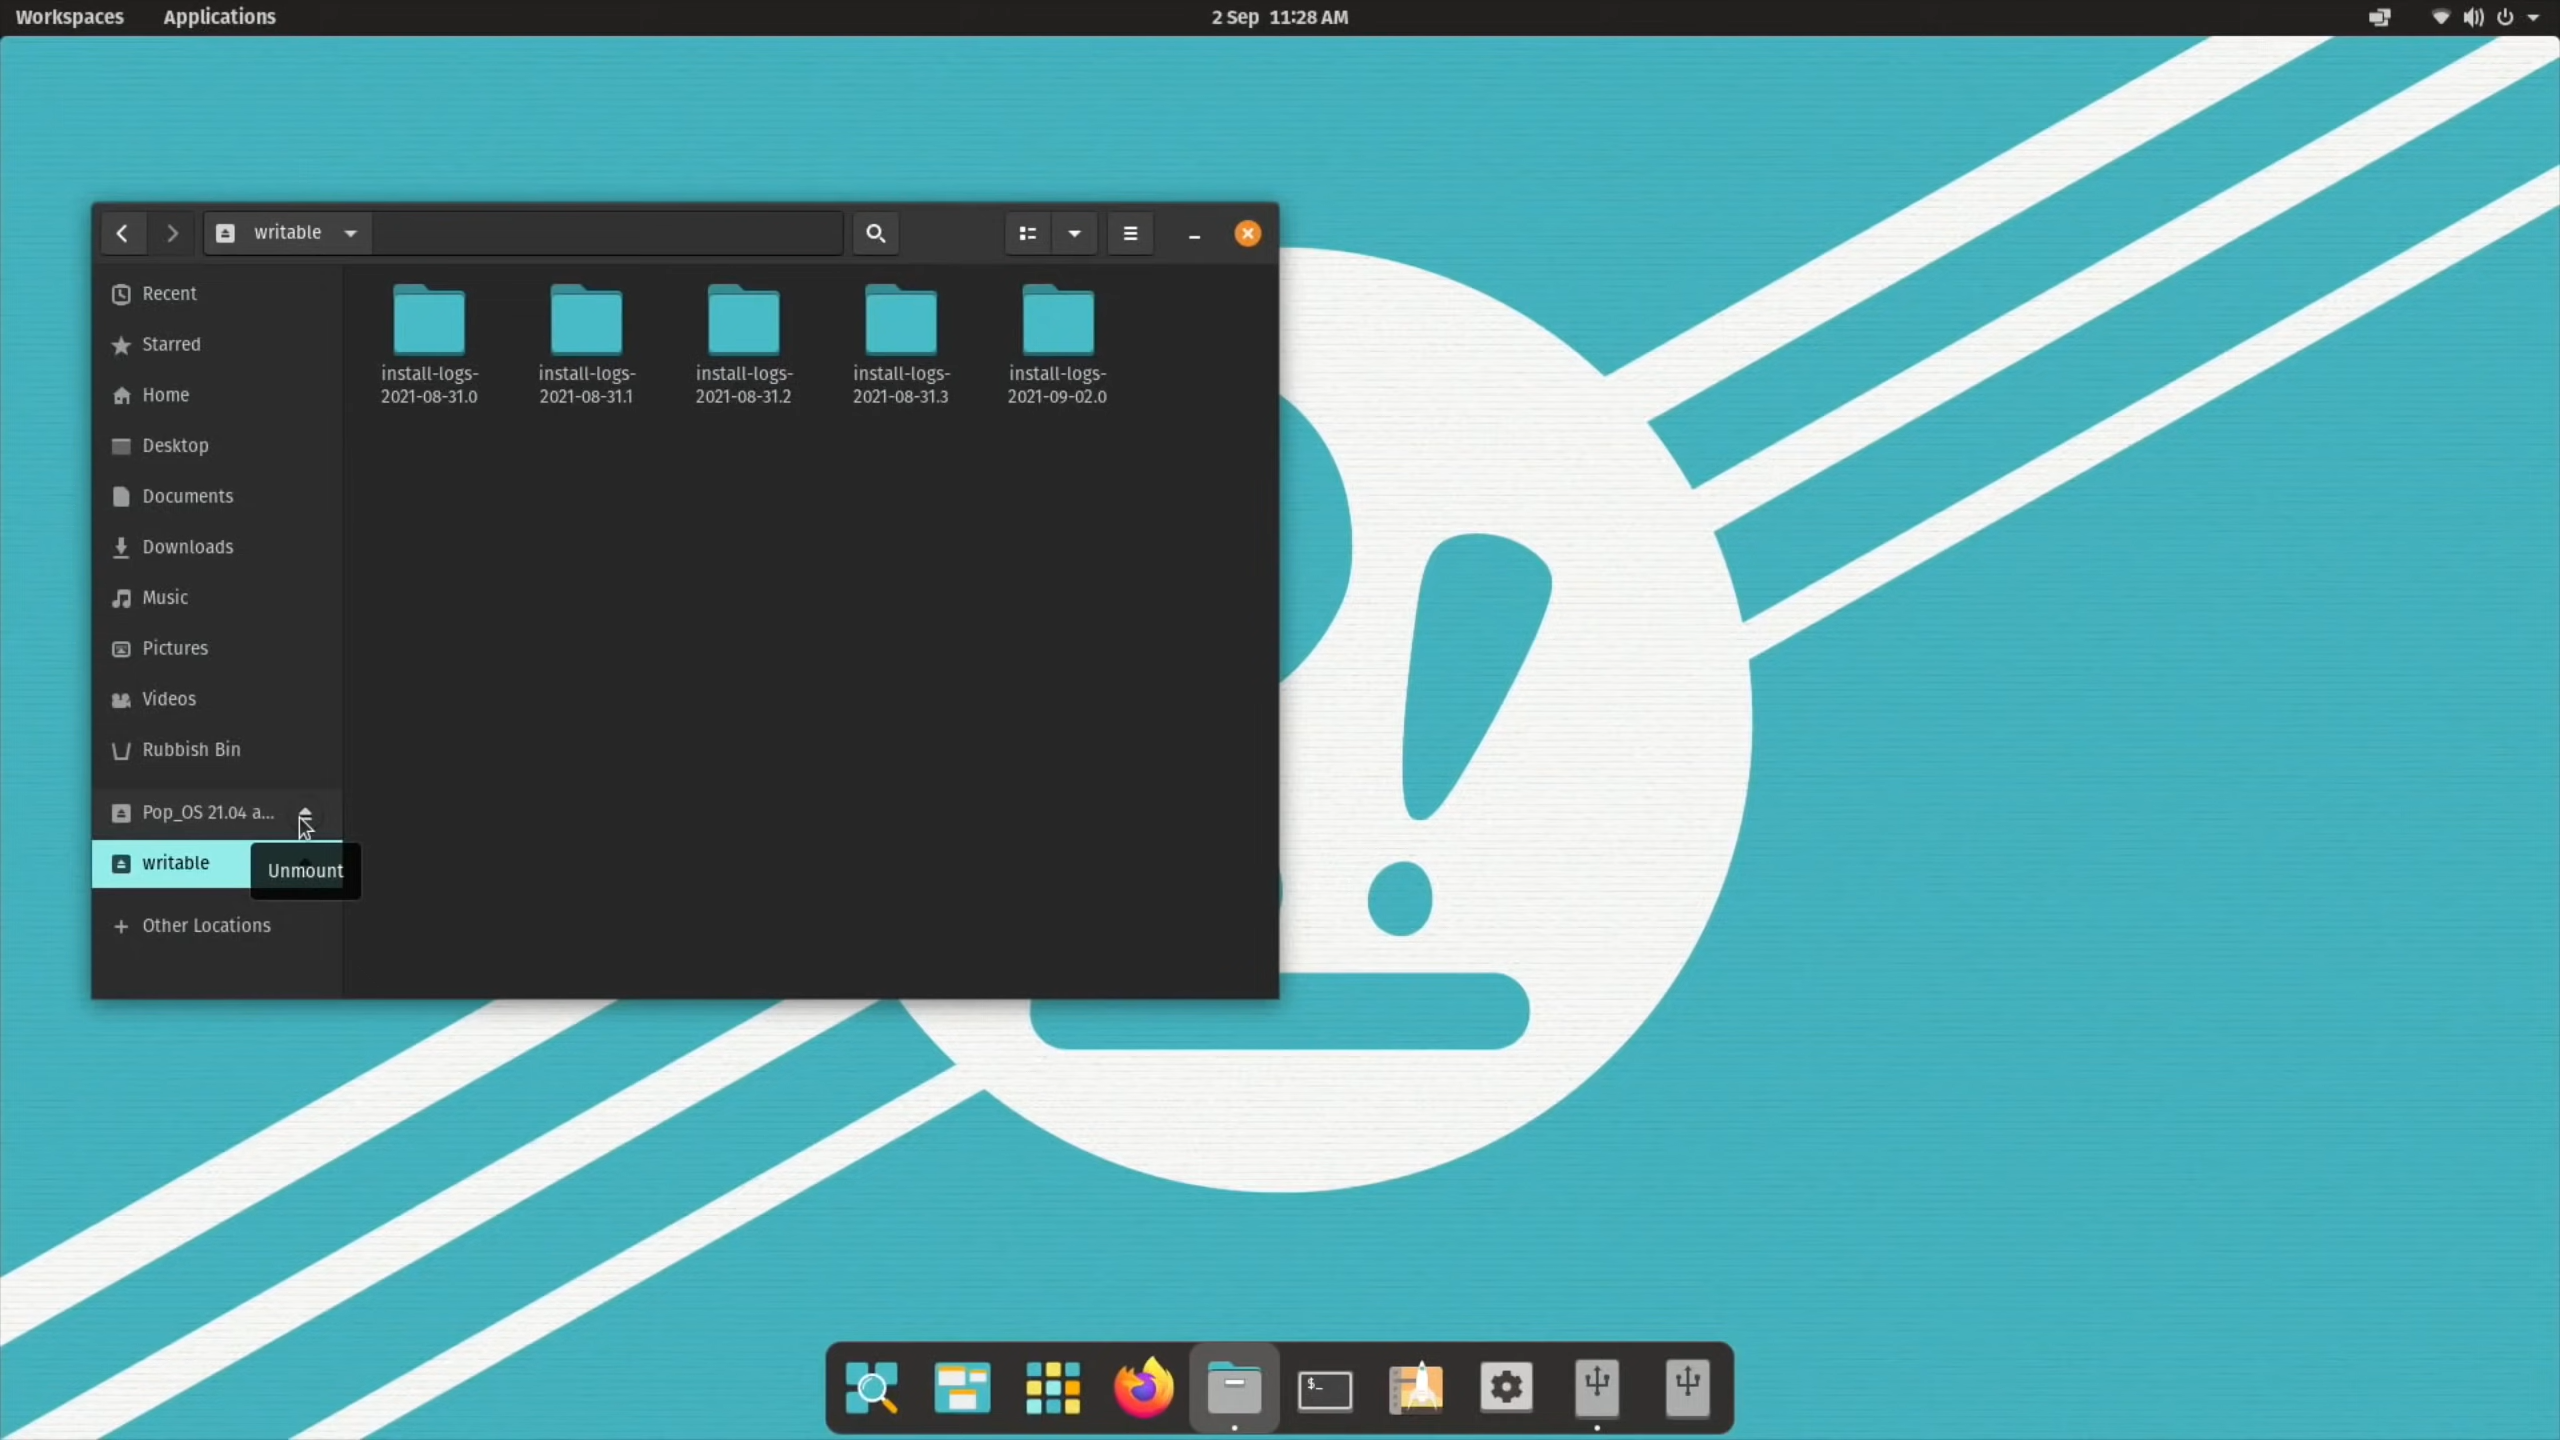 Workspaces Applications 2 Sep 11:28 AM
writable
Recent
Starred
Home
Desktop
Documents
Downloads
Music
Pictures
Videos
Rubbish Bin
Pop_OS 21.04 a...
writable
Unmount
Other Locations
install-logs-
2021-08-31.0
install-logs-
2021-08-31.1
install-logs-
2021-08-31.2
install-logs-
2021-08-31.3
install-logs-
2021-09-02.0
$_